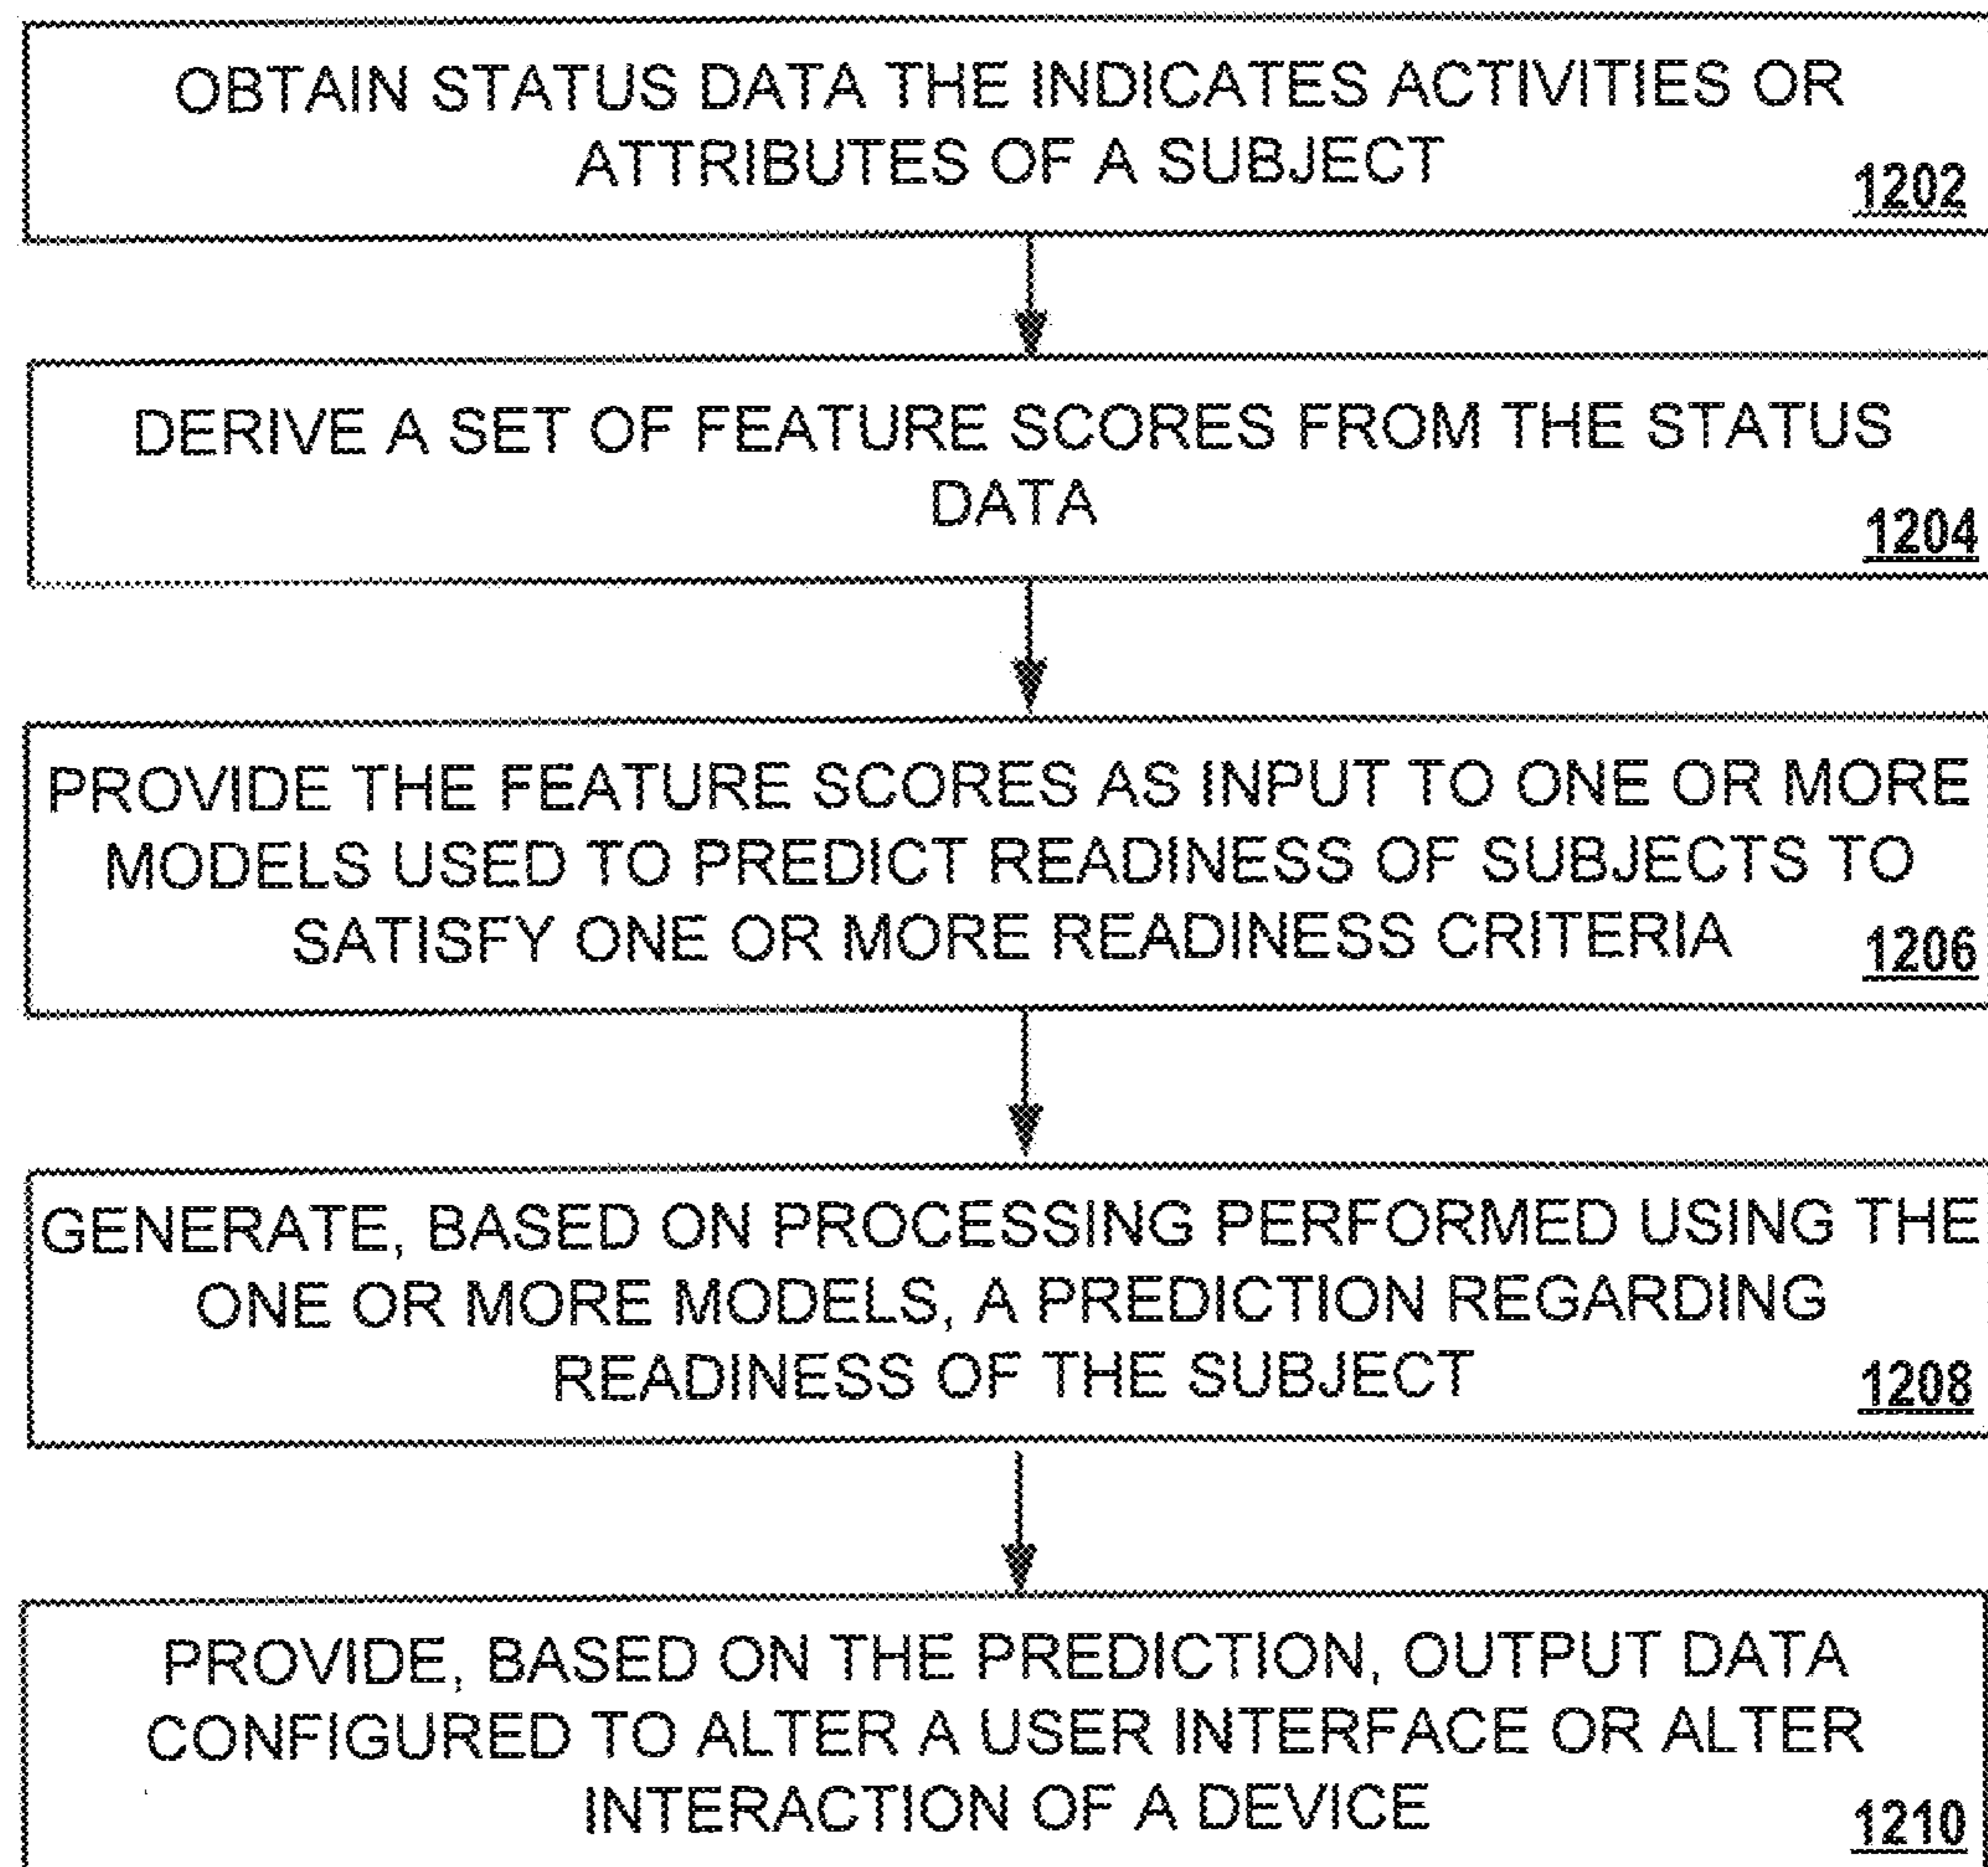 OBTAIN STATUS DATA THE INDICATES ACTIVITIES OR
ATTRIBUTES OF A SUBJECT
1202
DERIVE A SET OF FEATURE SCORES FROM THE STATUS
DATA
1204
PROVIDE THE FEATURE SCORES AS INPUT TO ONE OR MORE
MODELS USED TO PREDICT READINESS OF SUBJECTS TO
SATISFY ONE OR MORE READINESS CRITERIA
1206
GENERATE, BASED ON PROCESSING PERFORMED USING THE
ONE OR MORE MODELS, A PREDICTION REGARDING
READINESS OF THE SUBJECT
1208
PROVIDE, BASED ON THE PREDICTION, OUTPUT DATA
CONFIGURED TO ALTER A USER INTERFACE OR ALTER
INTERACTION OF A DEVICE
1210